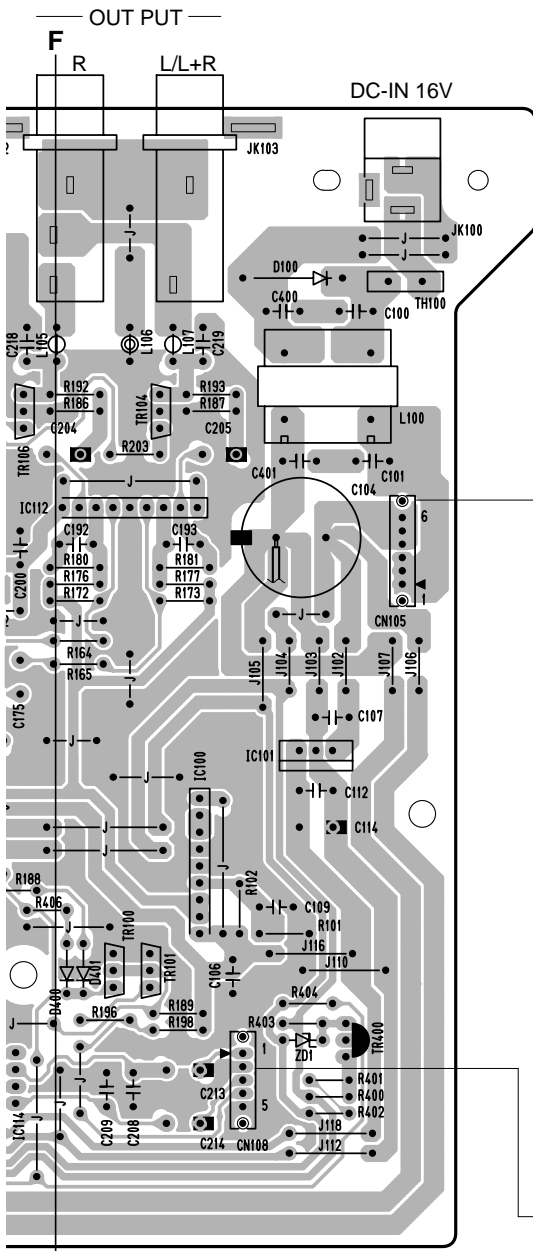 OUT PUT
F
R
L/L+R
DC-IN 16V
2
JK103
JK100
J
J
J
D100
C400
C100
TH100
C218
L105
L106
L107
C219
R192
R193
R186
R187
TR104
C204
C205
L100
TR106
R203
C401
C101
J
C104
IC112
6
C192
C193
R180
R181
R176
R177
C200
R172
R173
1
CN105
J
J
R164
R165
J
J105
J104
J103
J102
J107
J106
C175
C107
J
IC101
J
IC100
C112
J
C114
J
J
R188
R102
R406
C109
J
TR100
R101
J116
D401
TR101
C106
J110
D400
R404
R189
R196
R198
R403
J
ZD1
TR400
1
J
C213
R401
IC114
J
J
5
R400
C209
C208
R402
C214
CN108
J118
J112